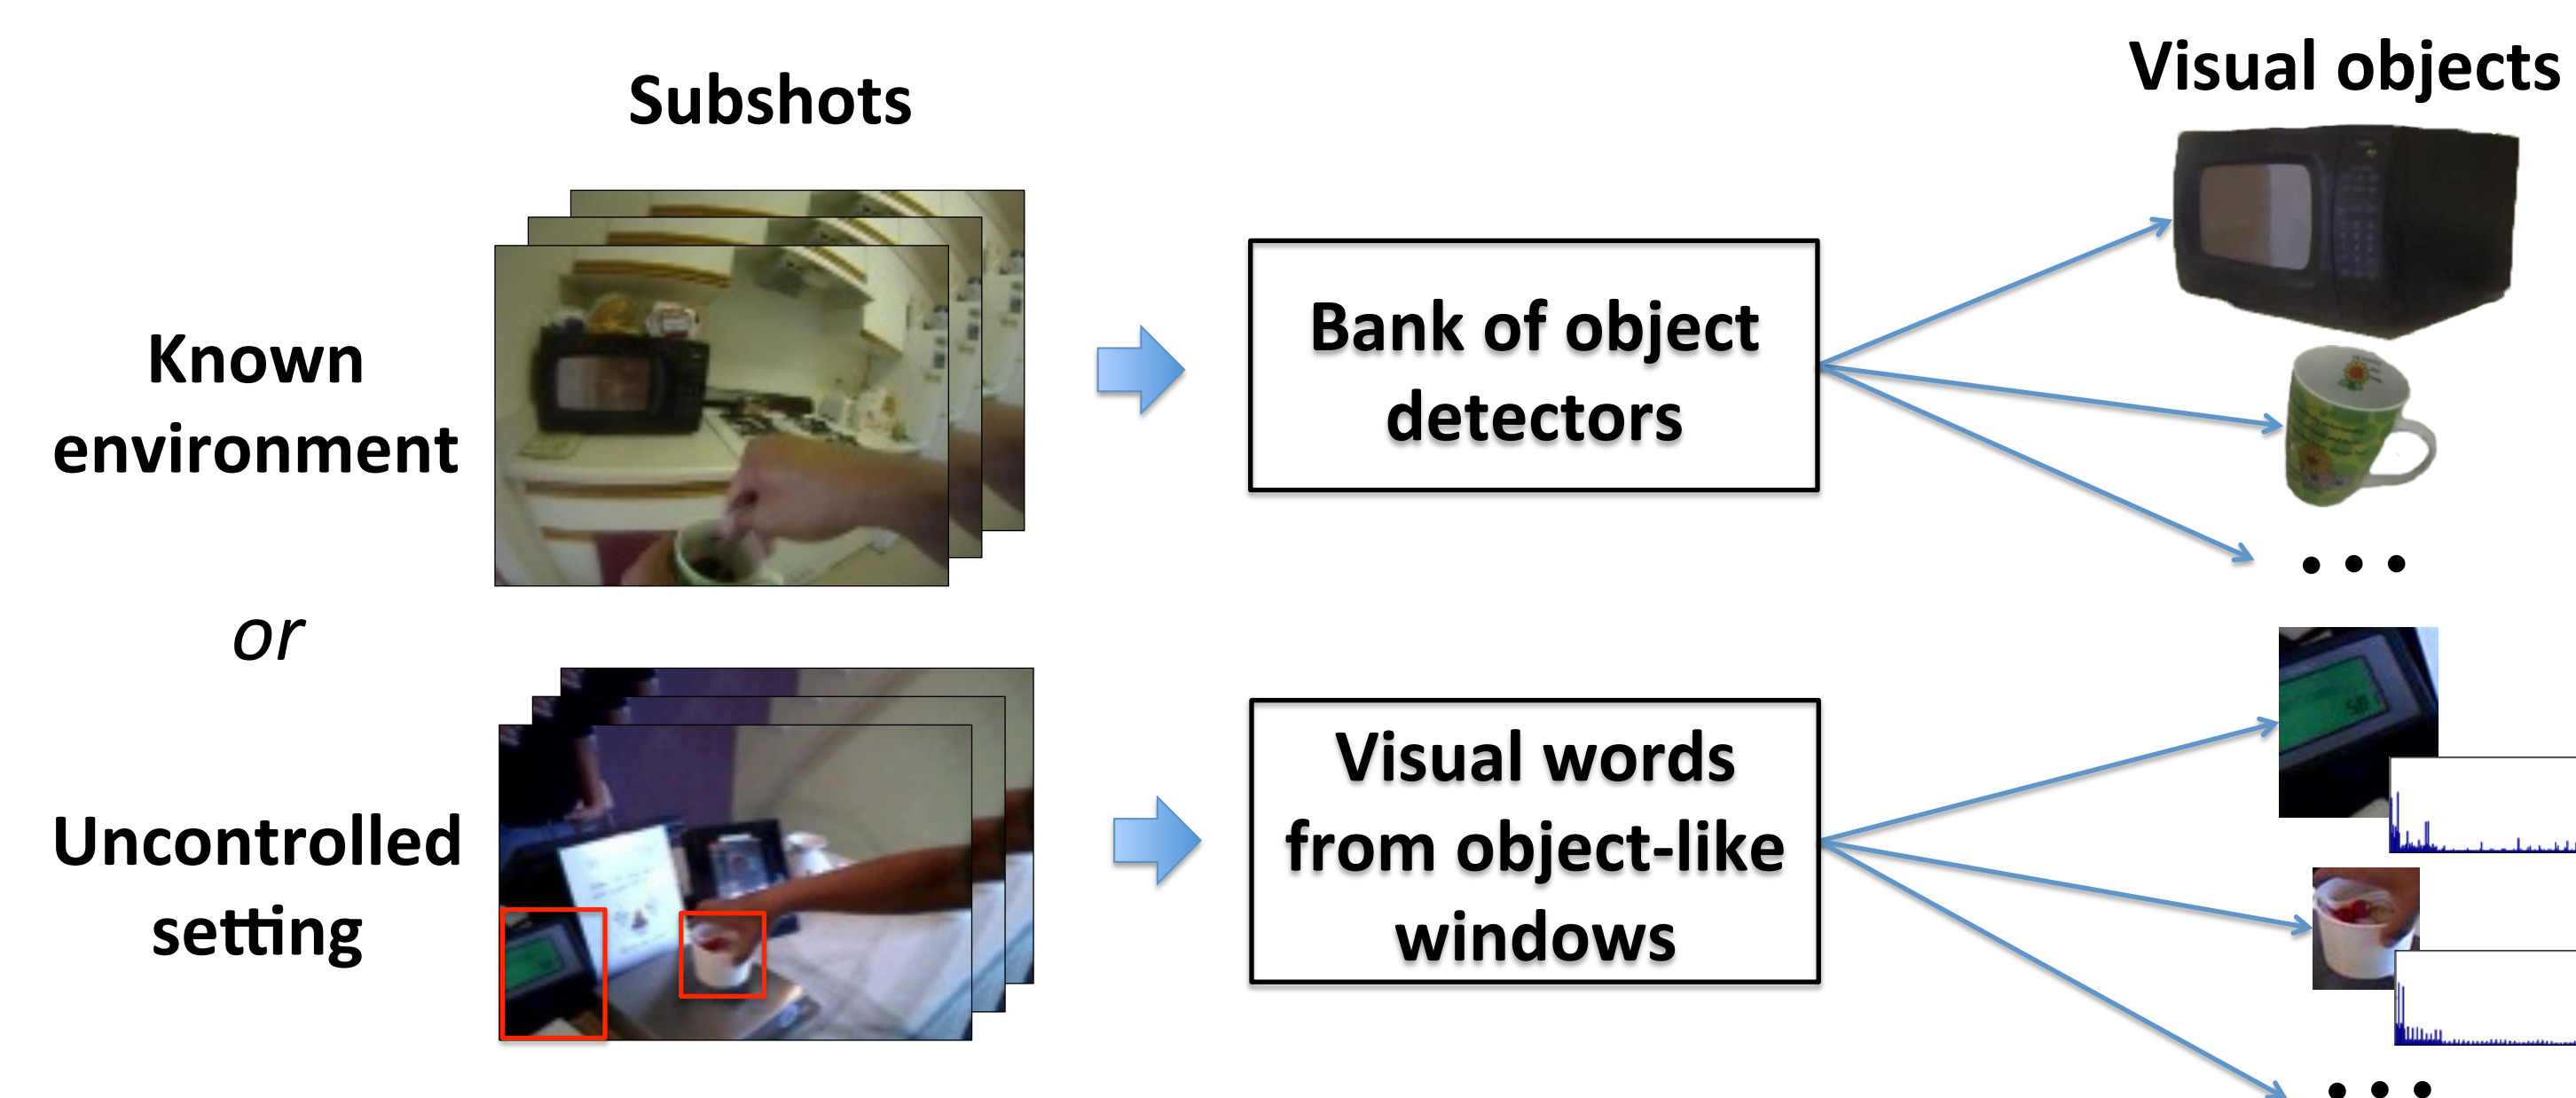 Subshots
Visual objects
Known
environment
Bank of object
detectors
or
Uncontrolled
setting
Visual words
from object-like
windows